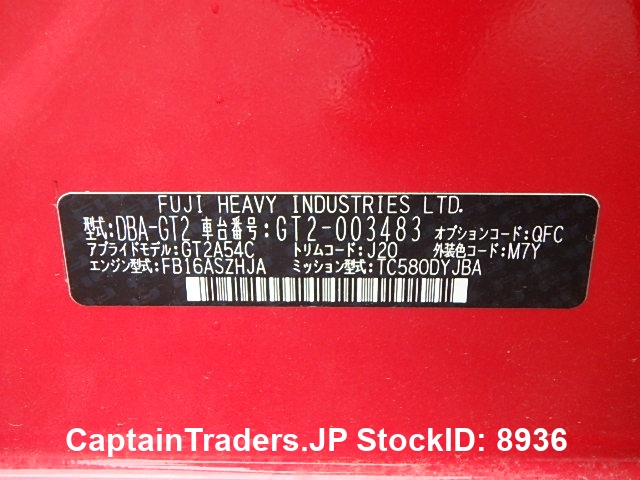 FUJI HEAVY INDUSTRIES LTD.
型式:DBA-GT2 車台番号:GT2-003483 オプションコード:QFC
アプライドモデル:GT2A54C トリムコード:J20 外装色コード:M7Y
エンジン型式:FB16ASZHJA ミッション型式:TC580DYJBA
CaptainTraders.JP StockID: 8936